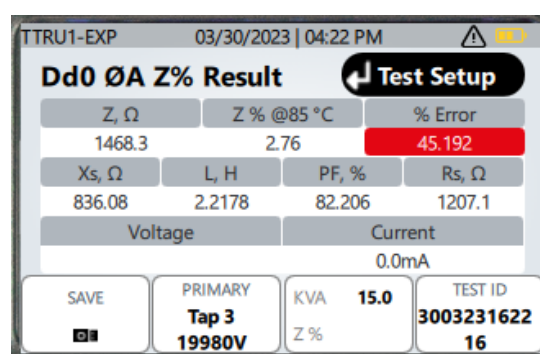 TTRU1-EXP 03/30/2023 | 04:22 PM
Dd0 ØA Z% Result Test Setup
Z, Ω Z % @85 °C % Error
1468.3 2.76 45.192
Xs, Ω L, H PF, % Rs, Ω
836.08 2.2178 82.206 1207.1
Voltage Current
0.0mA
SAVE PRIMARY KVA 15.0 TEST ID
Tap 3 3003231622
19980V Z % 16